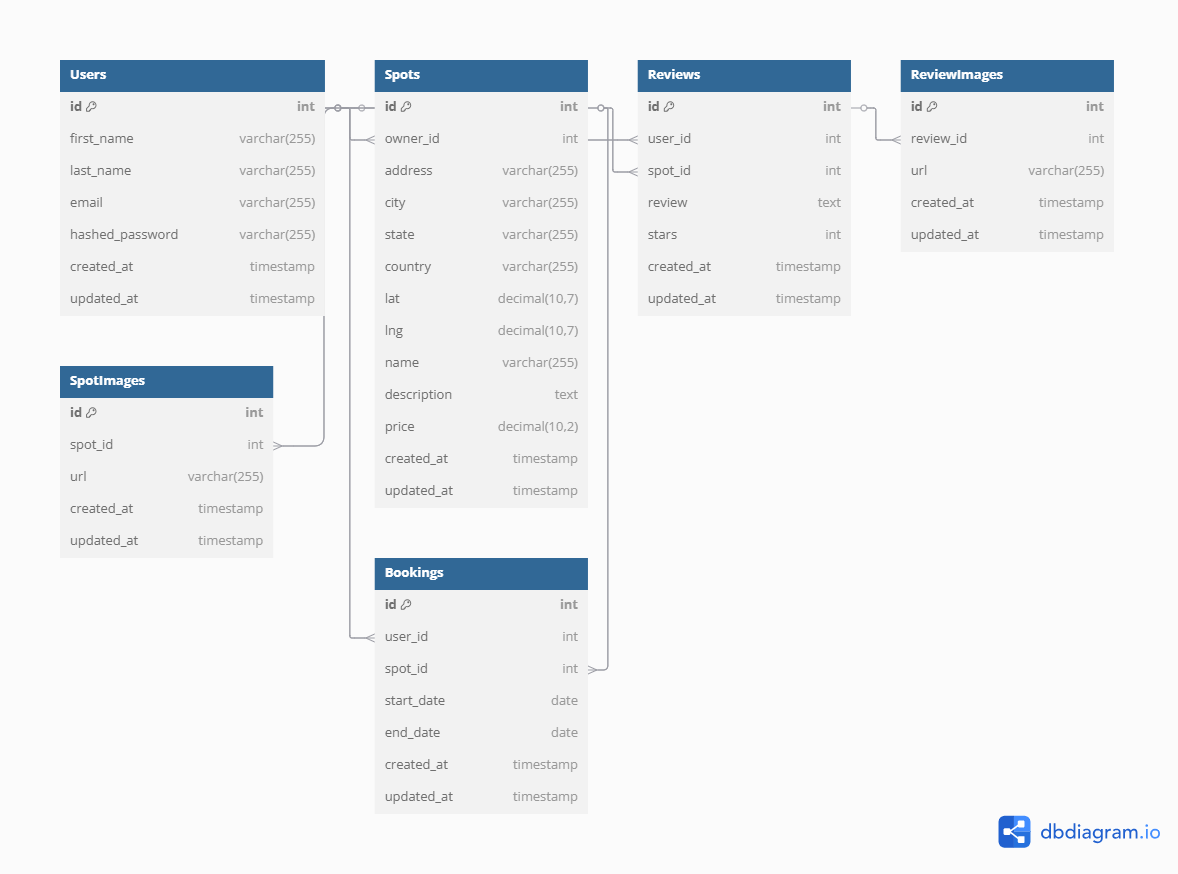 Users
id int
first_name varchar(255)
last_name varchar(255)
email varchar(255)
hashed_password varchar(255)
created_at timestamp
updated_at timestamp
Spots
id int
owner_id int
address varchar(255)
city varchar(255)
state varchar(255)
country varchar(255)
lat decimal(10,7)
lng decimal(10,7)
name varchar(255)
description text
price decimal(10,2)
created_at timestamp
updated_at timestamp
Reviews
id int
user_id int
spot_id int
review text
stars int
created_at timestamp
updated_at timestamp
ReviewImages
id int
review_id int
url varchar(255)
created_at timestamp
updated_at timestamp
SpotImages
id int
spot_id int
url varchar(255)
created_at timestamp
updated_at timestamp
Bookings
id int
user_id int
spot_id int
start_date date
end_date date
created_at timestamp
updated_at timestamp
dbdiagram.io